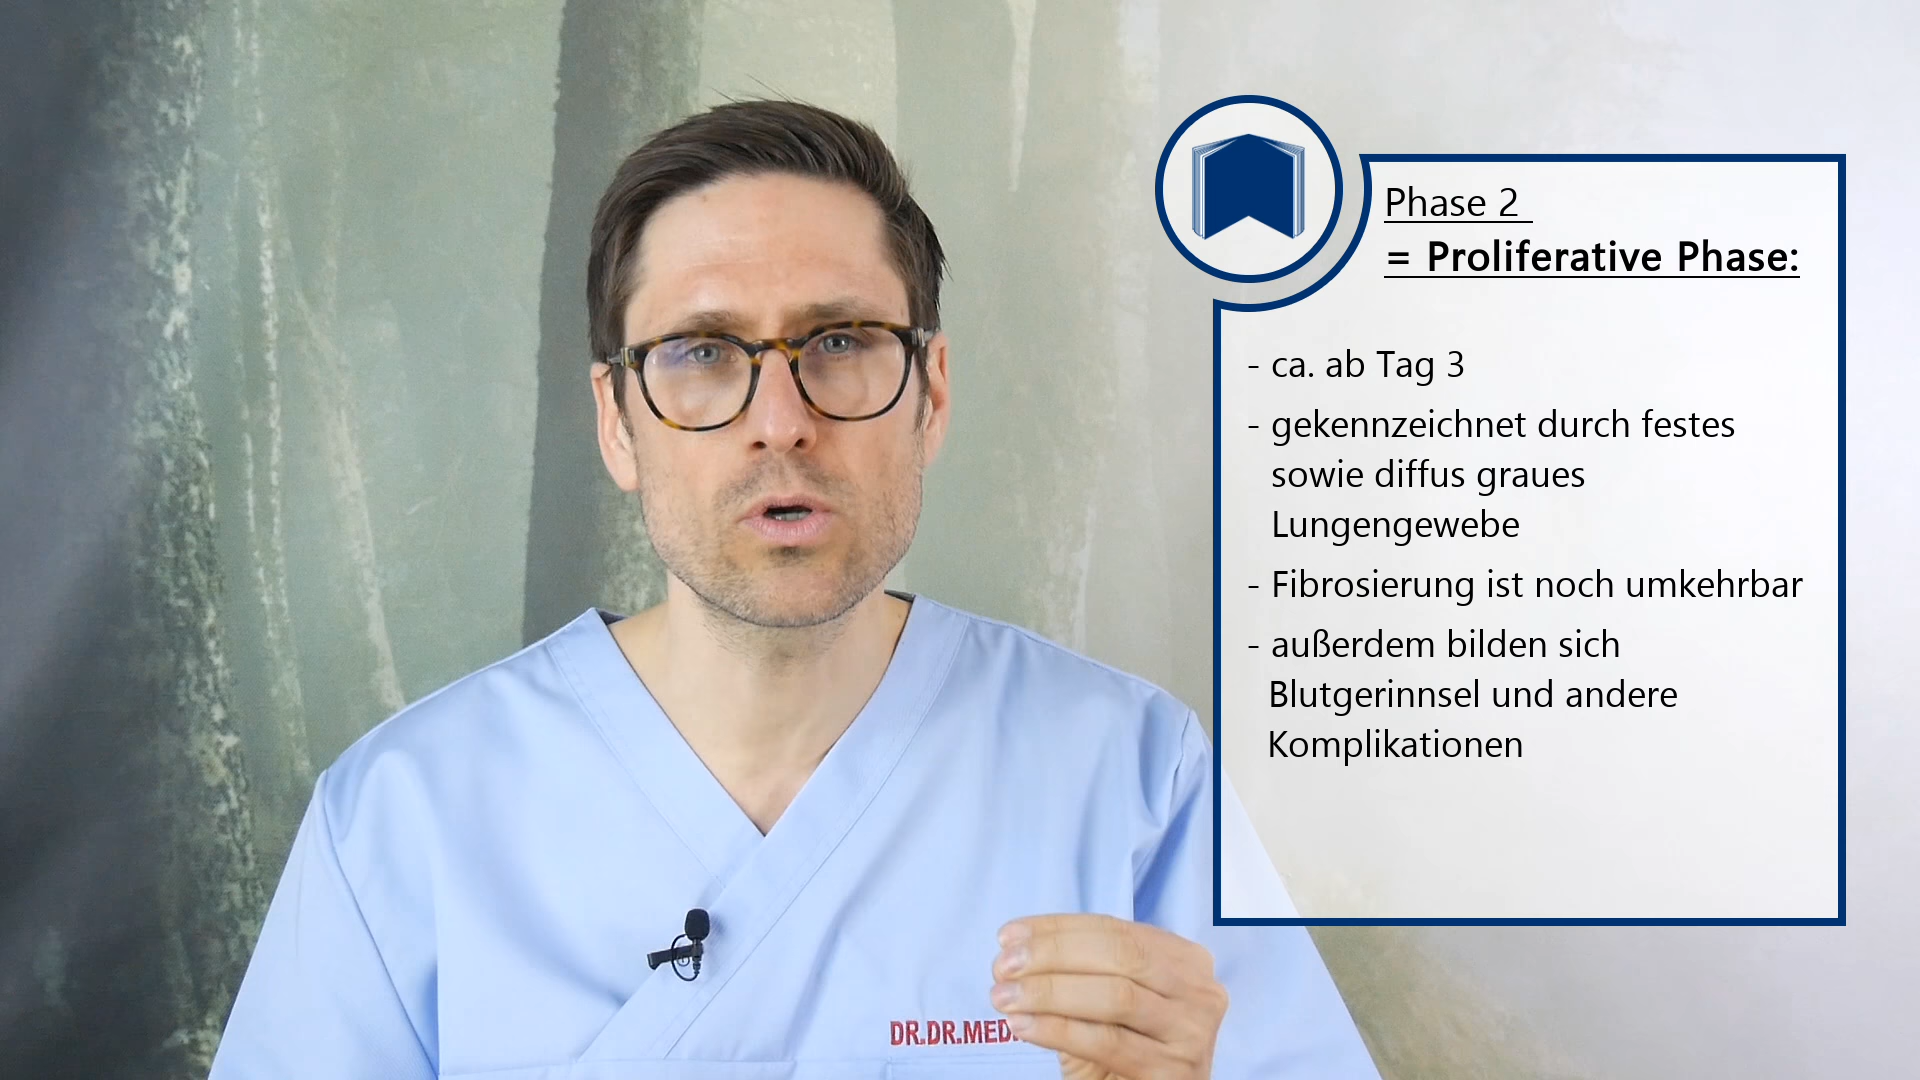 Phase 2
= Proliferative Phase:
- ca. ab Tag 3
- gekennzeichnet durch festes
sowie diffus graues
Lungengewebe
- Fibrosierung ist noch umkehrbar
- außerdem bilden sich
Blutgerinnsel und andere
Komplikationen
DR.DR.MED.